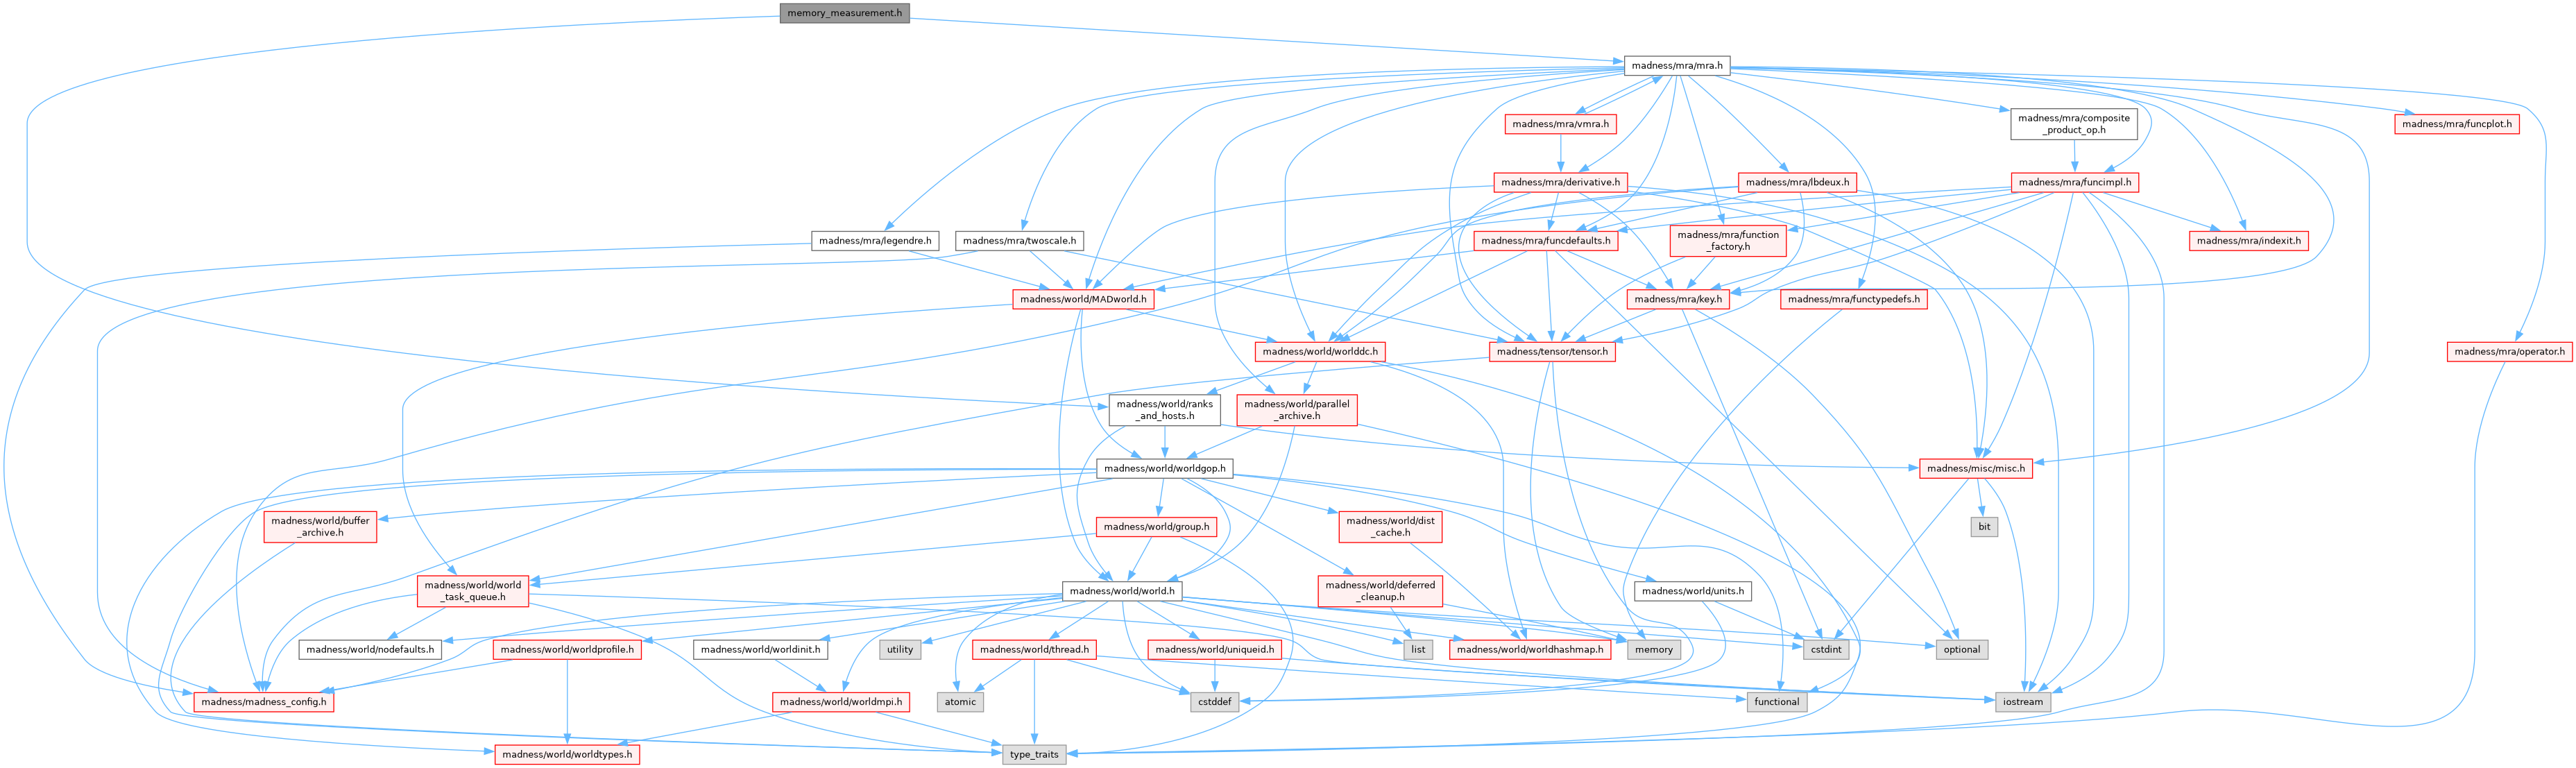 memory_measurement.h
madness/mra/mra.h
madness/mra/vmra.h
madness/mra/composite
_product_op.h
madness/mra/funcplot.h
madness/mra/derivative.h
madness/mra/lbdeux.h
madness/mra/funcimpl.h
madness/mra/legendre.h
madness/mra/twoscale.h
madness/mra/funcdefaults.h
madness/mra/function
_factory.h
madness/mra/indexit.h
madness/world/MADworld.h
madness/mra/key.h
madness/mra/functypedefs.h
madness/world/worlddc.h
madness/tensor/tensor.h
madness/mra/operator.h
madness/world/ranks
_and_hosts.h
madness/world/parallel
_archive.h
madness/world/worldgop.h
madness/misc/misc.h
madness/world/buffer
_archive.h
madness/world/group.h
madness/world/dist
_cache.h
bit
madness/world/world
_task_queue.h
madness/world/world.h
madness/world/deferred
_cleanup.h
madness/world/units.h
madness/world/nodefaults.h
madness/world/worldprofile.h
madness/world/worldinit.h
utility
madness/world/thread.h
madness/world/uniqueid.h
list
madness/world/worldhashmap.h
memory
cstdint
optional
madness/madness_config.h
madness/world/worldmpi.h
atomic
cstddef
functional
iostream
madness/world/worldtypes.h
type_traits